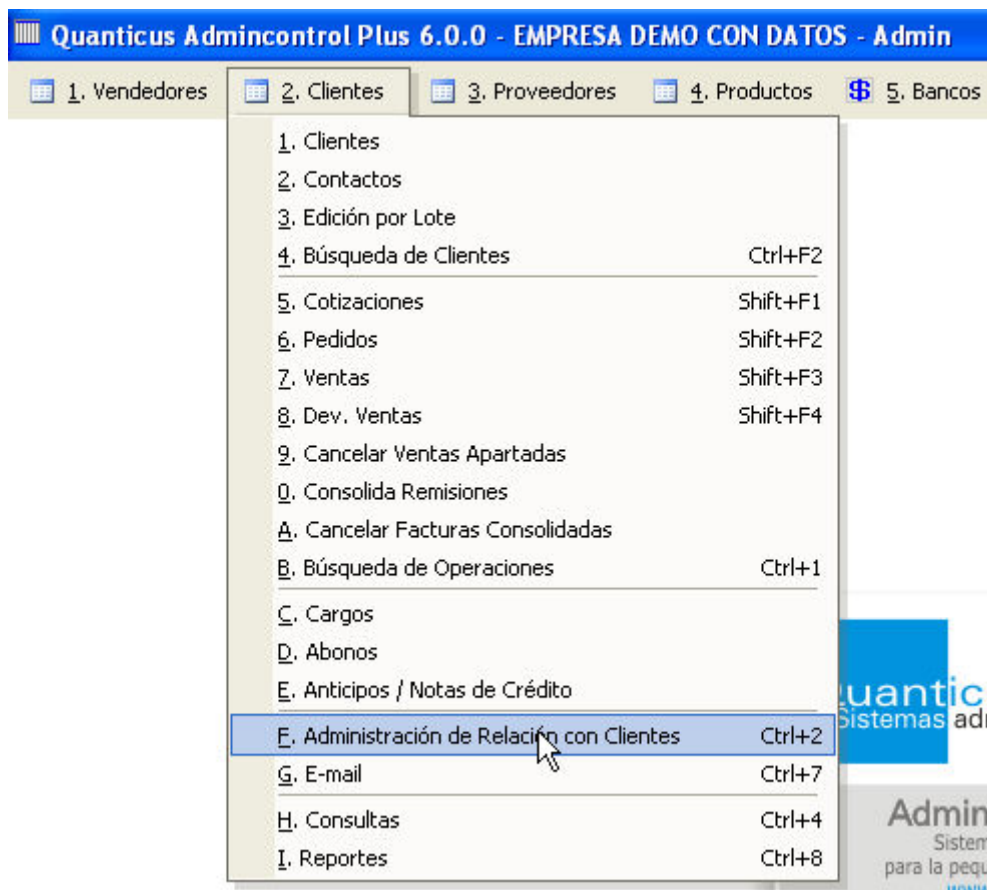 Quanticus Admincontrol Plus 6.0.0 - EMPRESA DEMO CON DATOS - Admin
1. Vendedores 2. Clientes 3. Proveedores 4. Productos 5. Bancos
1. Clientes
2. Contactos
3. Edición por Lote
4. Búsqueda de Clientes Ctrl+F2
5. Cotizaciones Shift+F1
6. Pedidos Shift+F2
7. Ventas Shift+F3
8. Dev. Ventas Shift+F4
9. Cancelar Ventas Apartadas
0. Consolida Remisiones
A. Cancelar Facturas Consolidadas
B. Búsqueda de Operaciones Ctrl+1
C. Cargos
D. Abonos
E. Anticipos / Notas de Crédito
F. Administración de Relación con Clientes Ctrl+2
G. E-mail Ctrl+7
H. Consultas Ctrl+4
I. Reportes Ctrl+8
uantic
Sistemas
Admin
Sistem
para la pequ